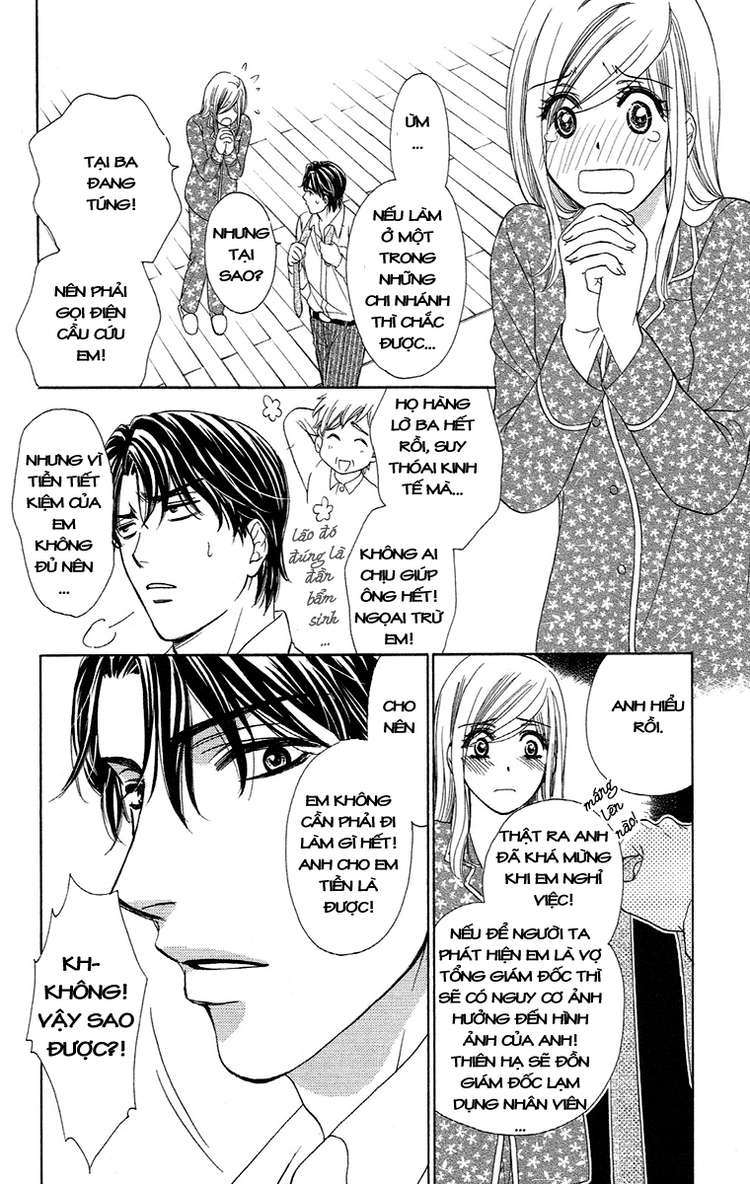 ỪM
...
NẾU LÀM
Ở MỘT
TRONG
NHỮNG
CHI NHÁNH
THÌ CHẮC
ĐƯỢC...
NHƯNG
TẠI
SAO?
TẠI BA
ĐANG
TÚNG!
NÊN PHẢI
GỌI ĐIỆN
CẦU CỨU
EM!
HỌ HÀNG
LỞ BA HẾT
RỒI, SUY
THÓAI KINH
TẾ MÀ...
KHÔNG AI
CHỊU GIÚP
ÔNG HẾT!
NGỌAI TRỪ
EM!
lão đó
đúng là
đần
bẩm
sinh
...
NHƯNG VÌ
TIỀN TIẾT
KIỆM CỦA
EM
KHÔNG
ĐỦ NÊN
...
ANH HIỂU
RỒI.
máng
lên
não!
THẬT RA ANH
ĐÃ KHÁ MỪNG
KHI EM NGHỈ
VIỆC!
NẾU ĐỂ NGƯỜI TA
PHÁT HIỆN EM LÀ VỢ
TỔNG GIÁM ĐỐC THÌ
SẼ CÓ NGUY CƠ ẢNH
HƯỞNG ĐẾN HÌNH
ẢNH CỦA ANH!
THIÊN HẠ SẼ ĐỒN
GIÁM ĐỐC LẠM
DỤNG NHÂN VIÊN
...
CHO
NÊN
EM KHÔNG
CẦN PHẢI ĐI
LÀM GÌ HẾT!
ANH CHO EM
TIỀN LÀ
ĐƯỢC!
KH-
KHÔNG!
VẬY SAO
ĐƯỢC?!